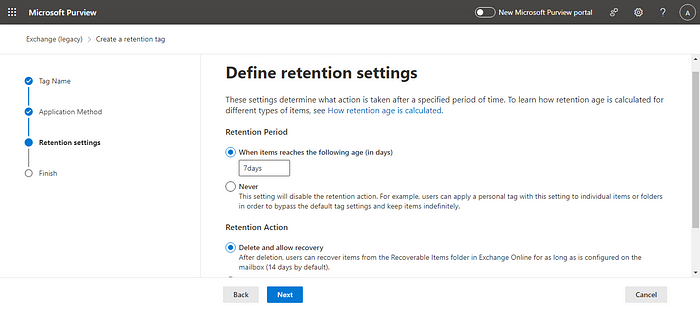 Microsoft Purview
New Microsoft Purview portal
?
A
Exchange (legacy) > Create a retention tag
Tag Name
Application Method
Retention settings
Finish
Define retention settings
These settings determine what action is taken after a specified period of time. To learn how retention age is calculated for
different types of items, see How retention age is calculated.
Retention Period
When items reaches the following age (in days)
7days
Never
This setting will disable the retention action. For example, users can apply a personal tag with this setting to individual items or folders
in order to bypass the default tag settings and keep items indefinitely.
Retention Action
Delete and allow recovery
After deletion, users can recover items from the Recoverable Items folder in Exchange Online for as long as is configured on the
mailbox (14 days by default).
Back
Next
Cancel